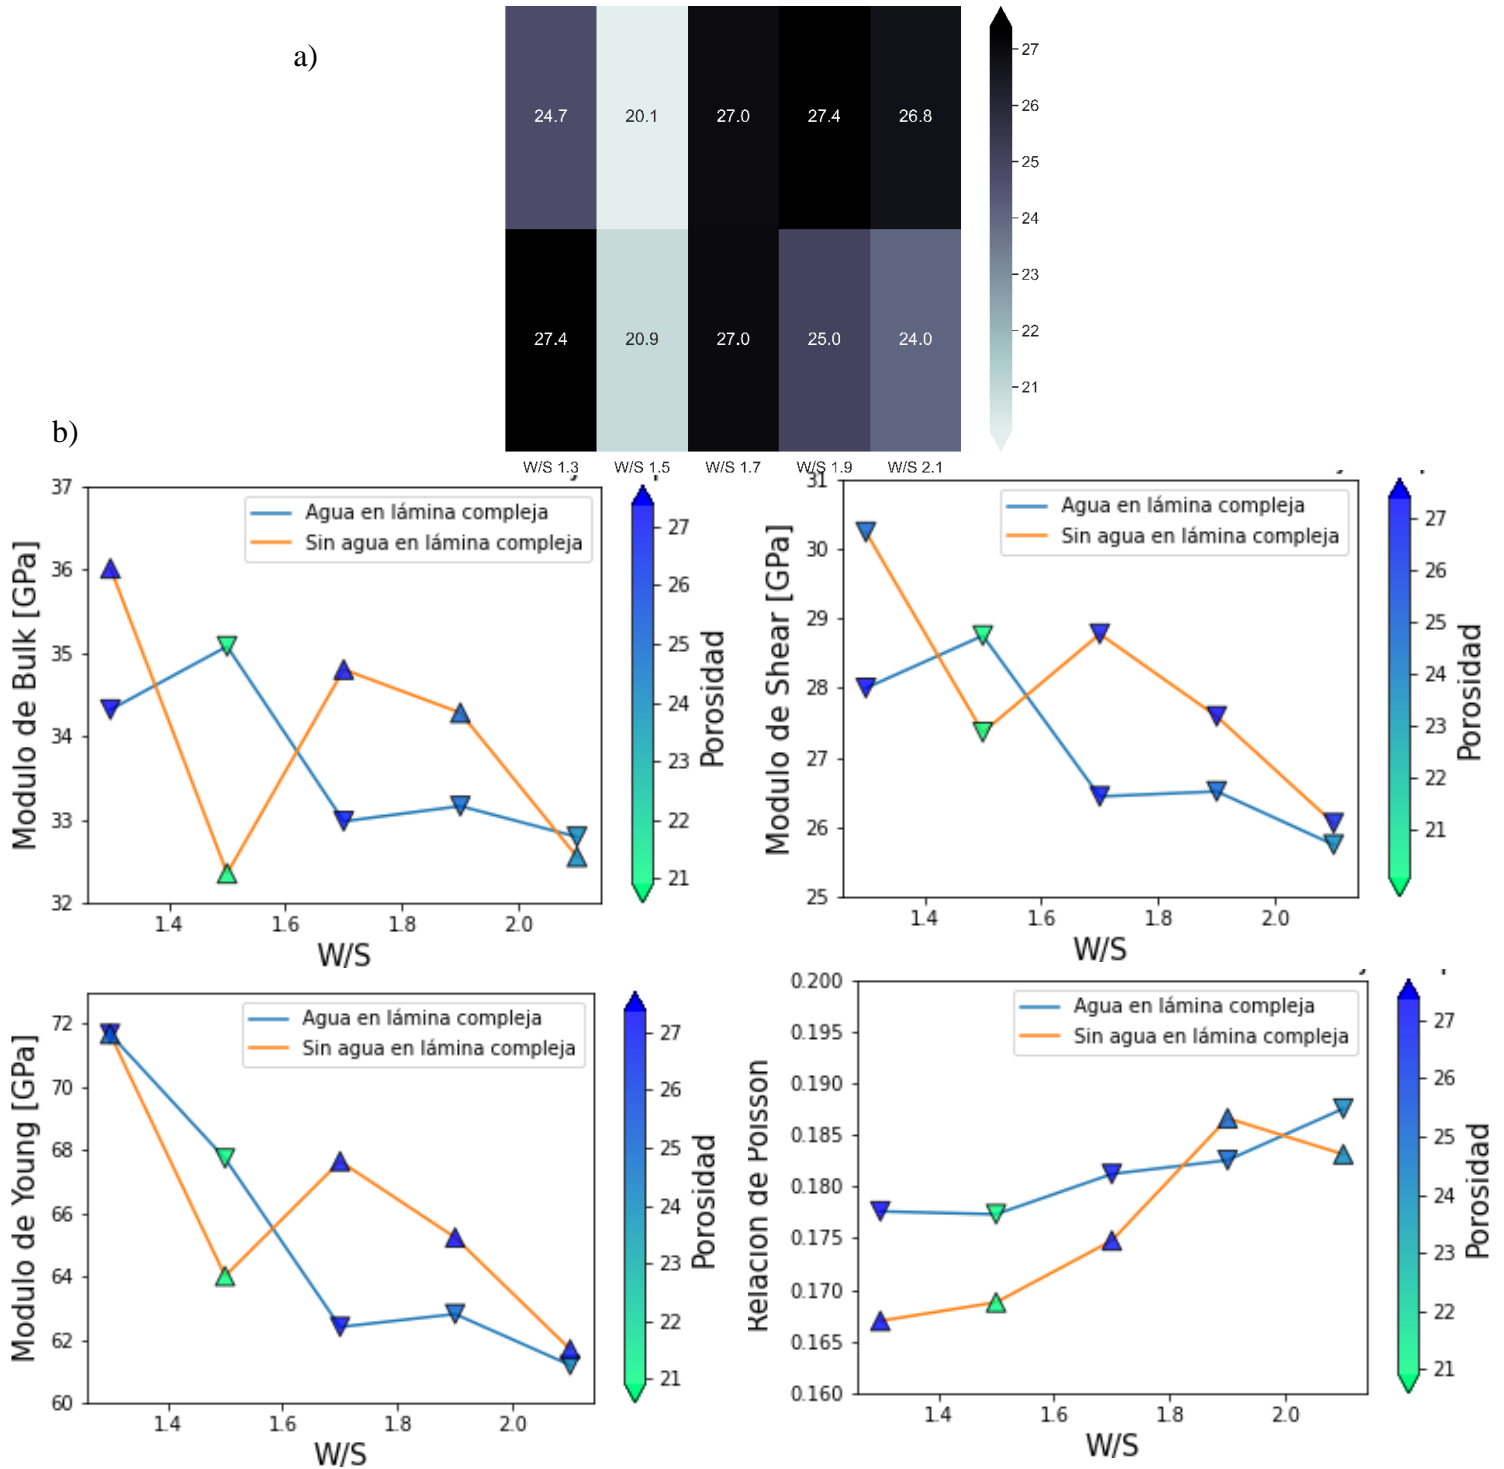 a)
24.7 20.1 27.0 27.4 26.8
27.4 20.9 27.0 25.0 24.0
W/S 1.3 W/S 1.5 W/S 1.7 W/S 1.9 W/S 2.1
27
26
25
24
23
22
21
b)
Modulo de Bulk [GPa]
37
36
35
34
33
32
Agua en lámina compleja
Sin agua en lámina compleja
1.4 1.6 1.8 2.0
W/S
27
26
25
24
23
22
21
Porosidad
Modulo de Shear [GPa]
31
30
29
28
27
26
25
Agua en lámina compleja
Sin agua en lámina compleja
1.4 1.6 1.8 2.0
W/S
27
26
25
24
23
22
21
Porosidad
Modulo de Young [GPa]
72
70
68
66
64
62
60
Agua en lámina compleja
Sin agua en lámina compleja
1.4 1.6 1.8 2.0
W/S
27
26
25
24
23
22
21
Porosidad
Relacion de Poisson
0.200
0.195
0.190
0.185
0.180
0.175
0.170
0.165
0.160
Agua en lámina compleja
Sin agua en lámina compleja
1.4 1.6 1.8 2.0
W/S
27
26
25
24
23
22
21
Porosidad